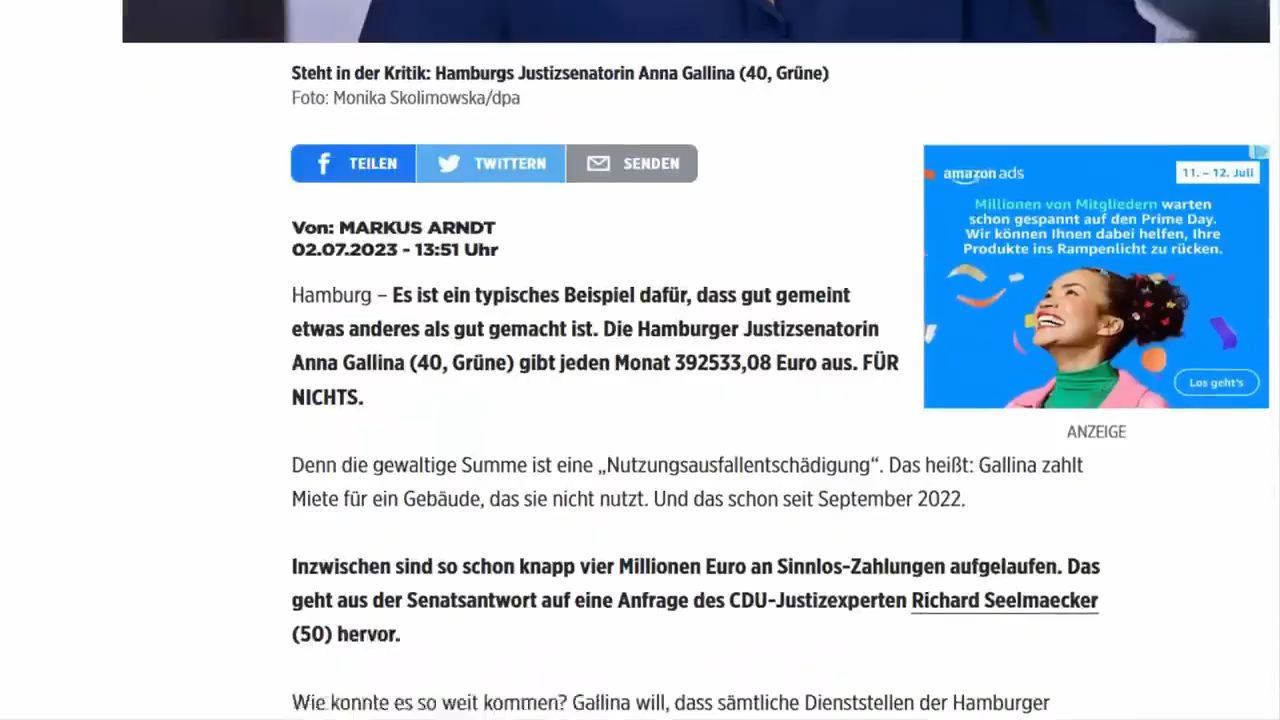 Steht in der Kritik: Hamburgs Justizsenatorin Anna Gallina (40, Grüne)
Foto: Monika Skolimowska/dpa
TEILEN
TWITTERN
SENDEN
amazon ads
11. – 12. Juli
Millionen von Mitgliedern warten
schon gespannt auf den Prime Day.
Wir können Ihnen dabei helfen, Ihre
Produkte ins Rampenlicht zu rücken.
Los geht's
ANZEIGE
Von: MARKUS ARNDT
02.07.2023 - 13:51 Uhr
Hamburg – Es ist ein typisches Beispiel dafür, dass gut gemeint
etwas anderes als gut gemacht ist. Die Hamburger Justizsenatorin
Anna Gallina (40, Grüne) gibt jeden Monat 392533,08 Euro aus. FÜR
NICHTS.
Denn die gewaltige Summe ist eine „Nutzungsausfallentschädigung“. Das heißt: Gallina zahlt
Miete für ein Gebäude, das sie nicht nutzt. Und das schon seit September 2022.
Inzwischen sind so schon knapp vier Millionen Euro an Sinnlos-Zahlungen aufgelaufen. Das
geht aus der Senatsantwort auf eine Anfrage des CDU-Justizexperten Richard Seelmaecker
(50) hervor.
Wie konnte es so weit kommen? Gallina will, dass sämtliche Dienststellen der Hamburger